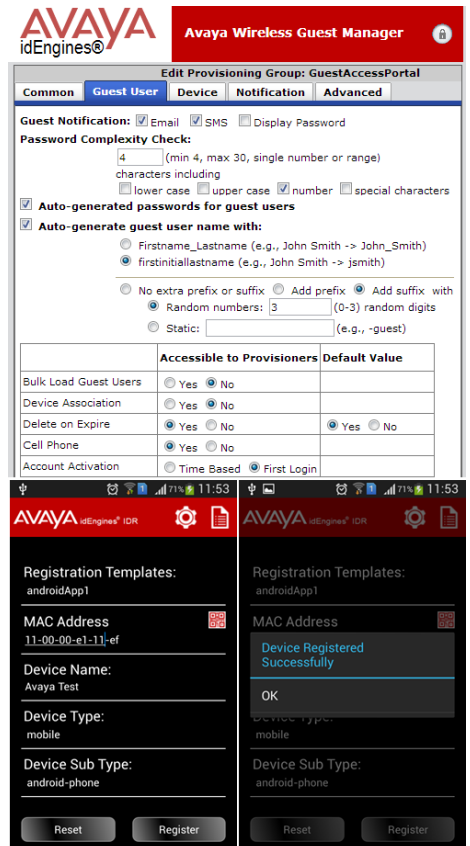 AVAYA
idEngines®
Avaya Wireless Guest Manager
Edit Provisioning Group: GuestAccessPortal
Common Guest User Device Notification Advanced
Guest Notification: Email SMS Display Password
Password Complexity Check:
4 (min 4, max 30, single number or range)
characters including
lower case upper case number special characters
Auto-generated passwords for guest users
Auto-generate guest user name with:
Firstname_Lastname (e.g., John Smith -> John_Smith)
firstinitiallastname (e.g., John Smith -> jsmith)
No extra prefix or suffix Add prefix Add suffix with
Random numbers: 3 (0-3) random digits
Static: (e.g., -guest)
Accessible to Provisioners Default Value
Bulk Load Guest Users Yes No
Device Association Yes No
Delete on Expire Yes No Yes No
Cell Phone Yes No
Account Activation Time Based First Login
71% 11:53
AVAYA idEngines® IDR
Registration Templates:
androidApp1
MAC Address
11-00-00-e1-11-ef
Device Name:
Avaya Test
Device Type:
mobile
Device Sub Type:
android-phone
Reset Register
71% 11:53
AVAYA idEngines® IDR
Registration Templates:
androidApp1
MAC Address
Device Registered
Successfully
OK
Device Type:
mobile
Device Sub Type:
android-phone
Reset Register